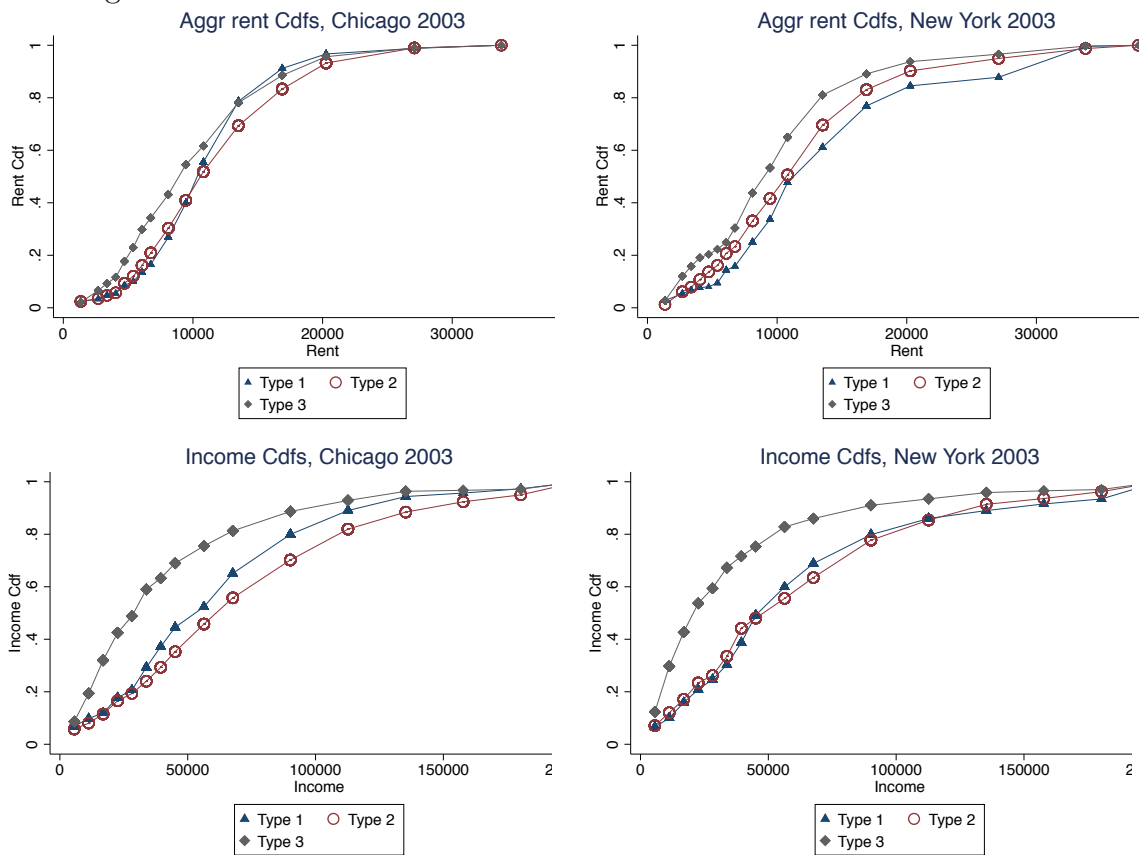 Aggr rent Cdfs, Chicago 2003
Rent Cdf
0 .2 .4 .6 .8 1
0 10000 20000 30000
Rent
Type 1 Type 2
Type 3
Aggr rent Cdfs, New York 2003
Rent Cdf
0 .2 .4 .6 .8 1
0 10000 20000 30000
Rent
Type 1 Type 2
Type 3
Income Cdfs, Chicago 2003
Income Cdf
0 .2 .4 .6 .8 1
0 50000 100000 150000 2
Income
Type 1 Type 2
Type 3
Income Cdfs, New York 2003
Income Cdf
0 .2 .4 .6 .8 1
0 50000 100000 150000 2
Income
Type 1 Type 2
Type 3